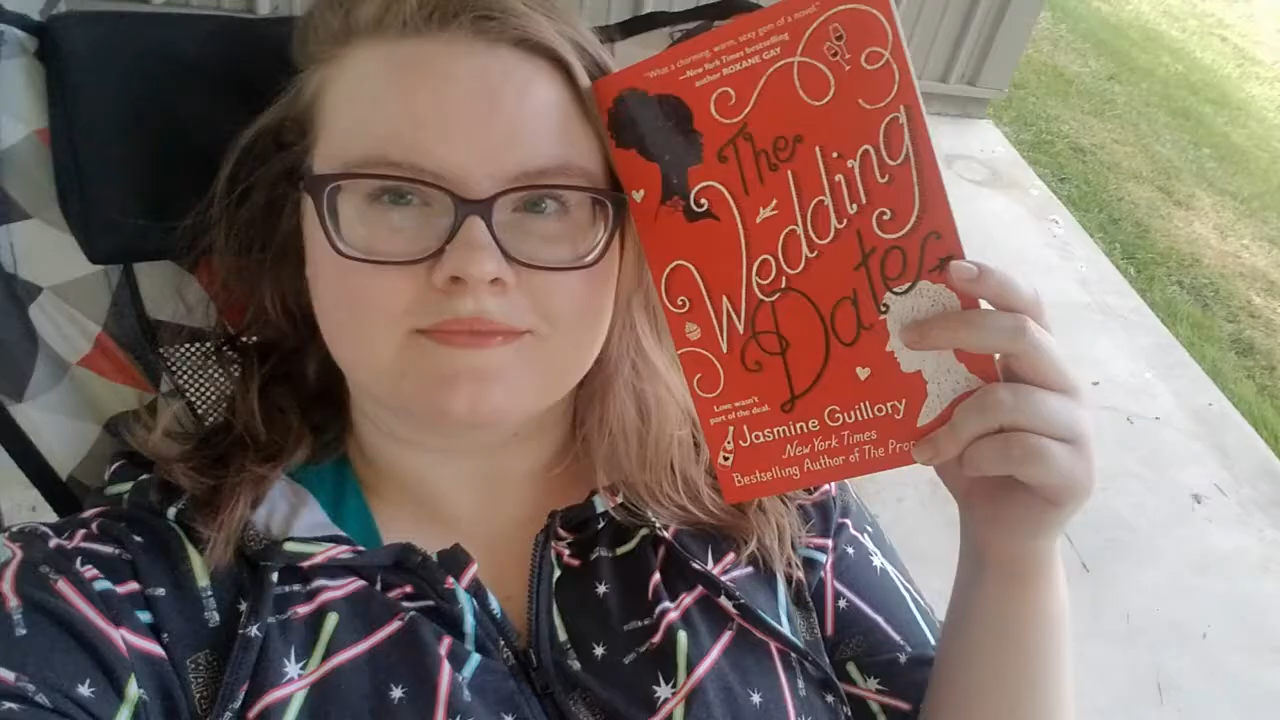 "What a charming, warm, sexy gem of a novel."
—New York Times bestselling
author ROXANE GAY
The
Wedding
Date
Love wasn't
part of the deal.
Jasmine Guillory
New York Times
Bestselling Author of The Pro
WARS